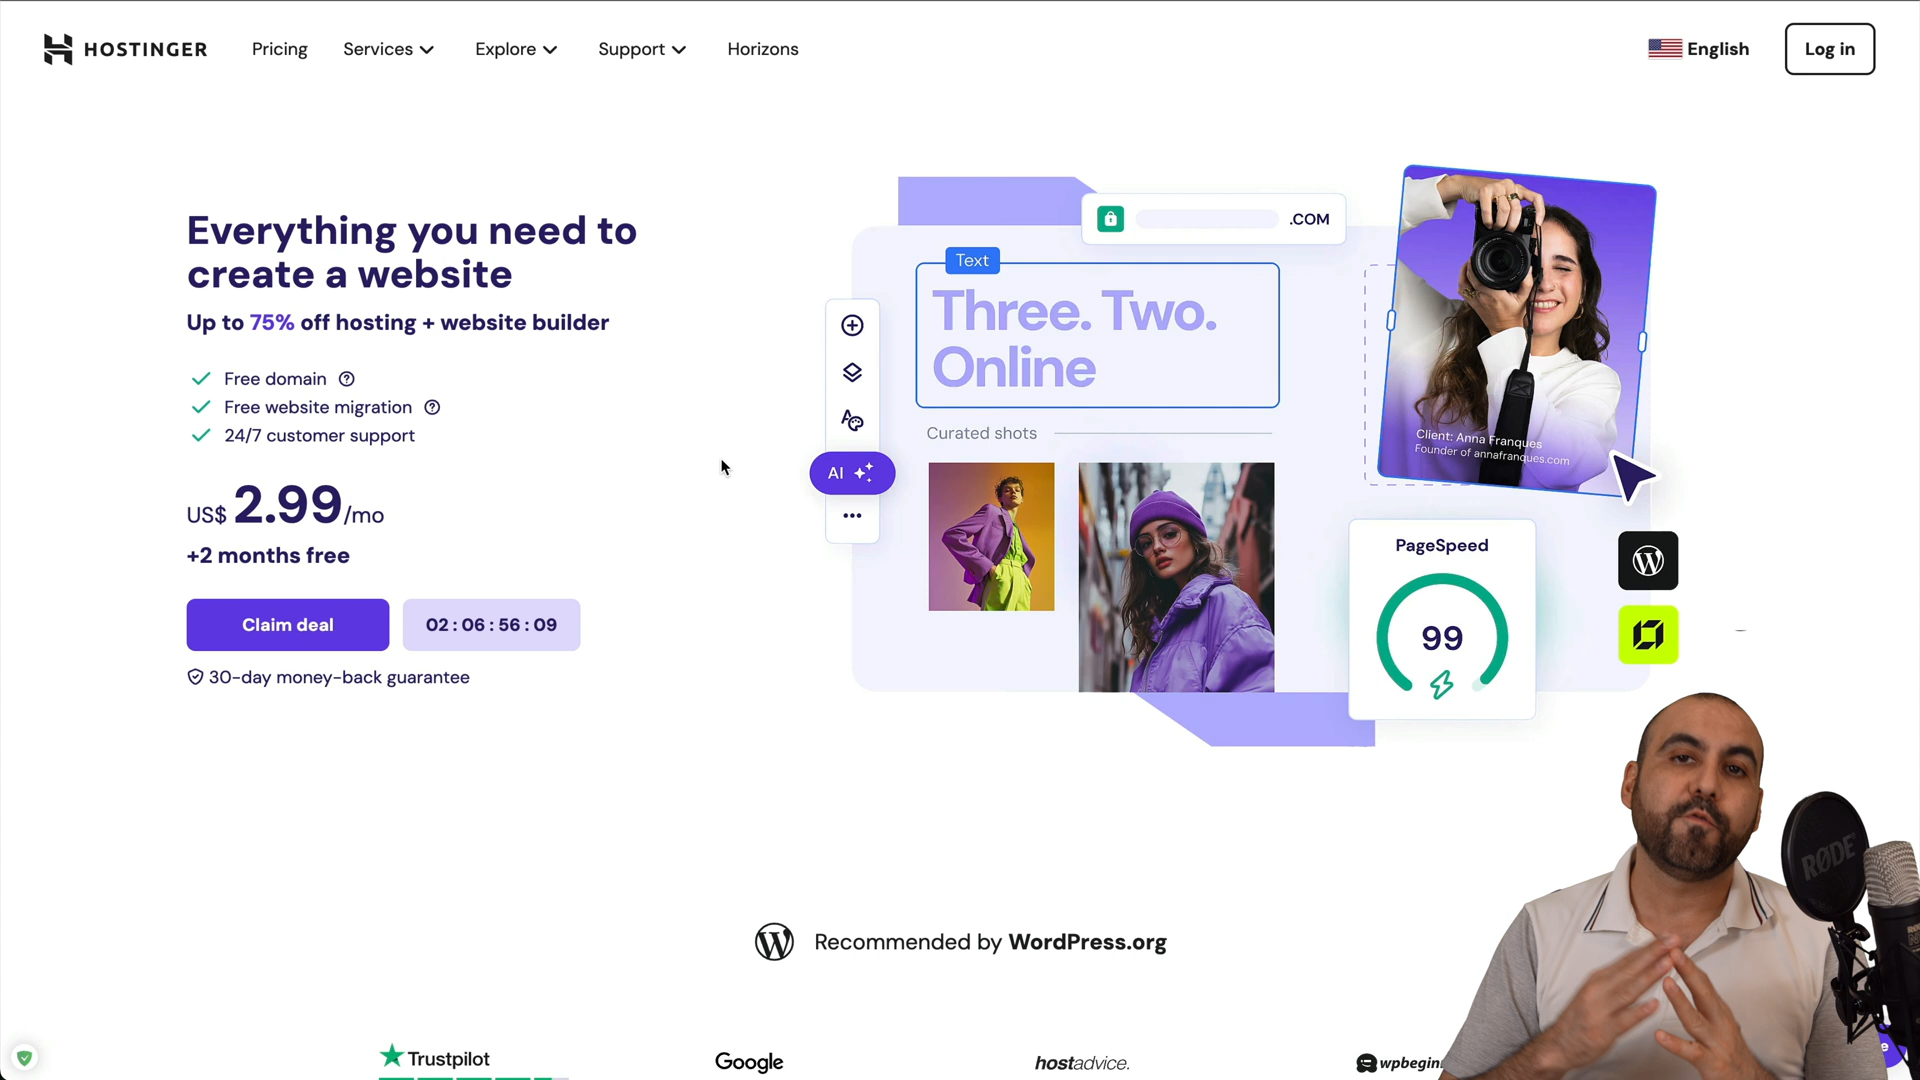 HOSTINGER
Pricing
Services
Explore
Support
Horizons
English
Log in
Everything you need to
create a website
Up to 75% off hosting + website builder
Free domain
Free website migration
24/7 customer support
US$ 2.99/mo
+2 months free
Claim deal
02 : 06 : 56 : 09
30-day money-back guarantee
.COM
Text
Three. Two.
Online
Curated shots
AI
Client: Anna Franques
Founder of annafranques.com
PageSpeed
99
RØDE
Recommended by WordPress.org
Trustpilot
Google
hostadvice.